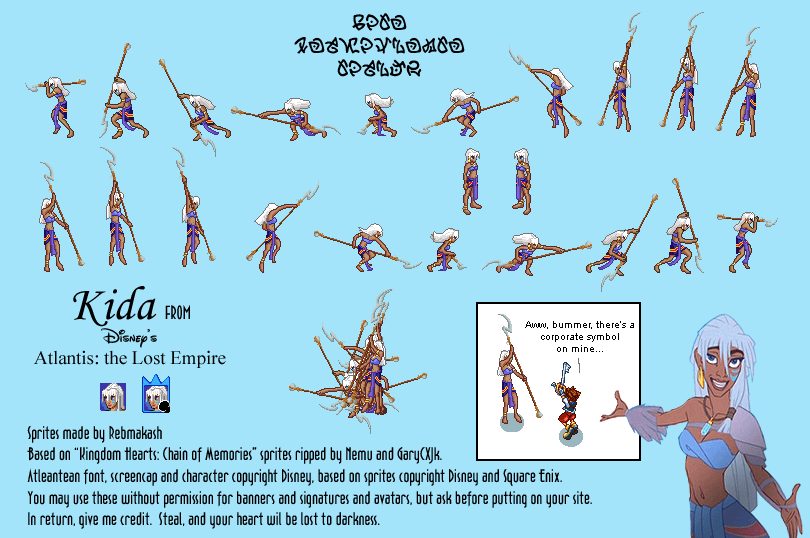 Kida FROM
Disney's
Atlantis: the Lost Empire
Aww, bummer, there's a
corporate symbol
on mine...
Sprites made by Rebmakash
Based on "Kingdom Hearts: Chain of Memories" sprites ripped by Nemu and GaryCXJk.
Atleantean font, screencap and character copyright Disney, based on sprites copyright Disney and Square Enix.
You may use these without permission for banners and signatures and avatars, but ask before putting on your site.
In return, give me credit. Steal, and your heart wil be lost to darkness.